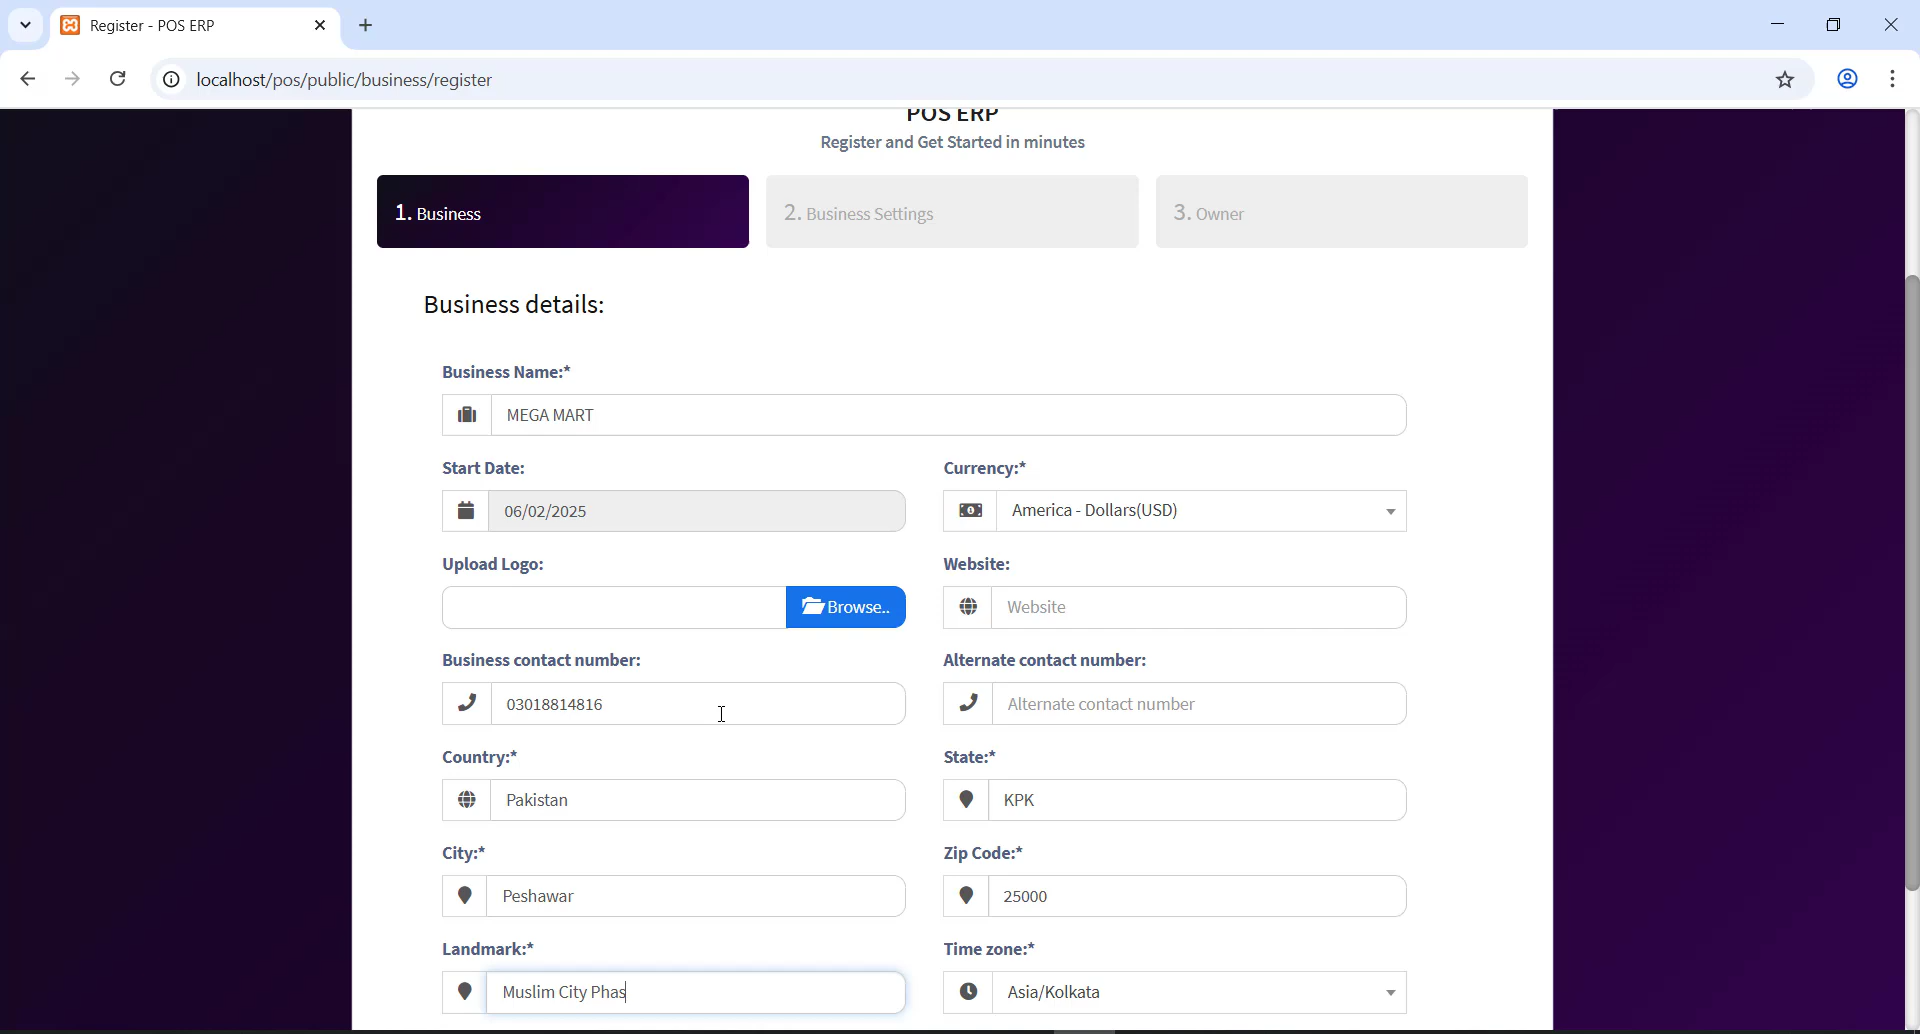 Register - POS ERP
localhost/pos/public/business/register
POS ERP
Register and Get Started in minutes
1. Business
2. Business Settings
3. Owner
Business details:
Business Name:*
MEGA MART
Start Date:
Currency:*
06/02/2025
America - Dollars(USD)
Upload Logo:
Website:
Browse..
Website
Business contact number:
Alternate contact number:
03018814816
Alternate contact number
Country:*
State:*
Pakistan
KPK
City:*
Zip Code:*
Peshawar
25000
Landmark:*
Time zone:*
Muslim City Phas
Asia/Kolkata